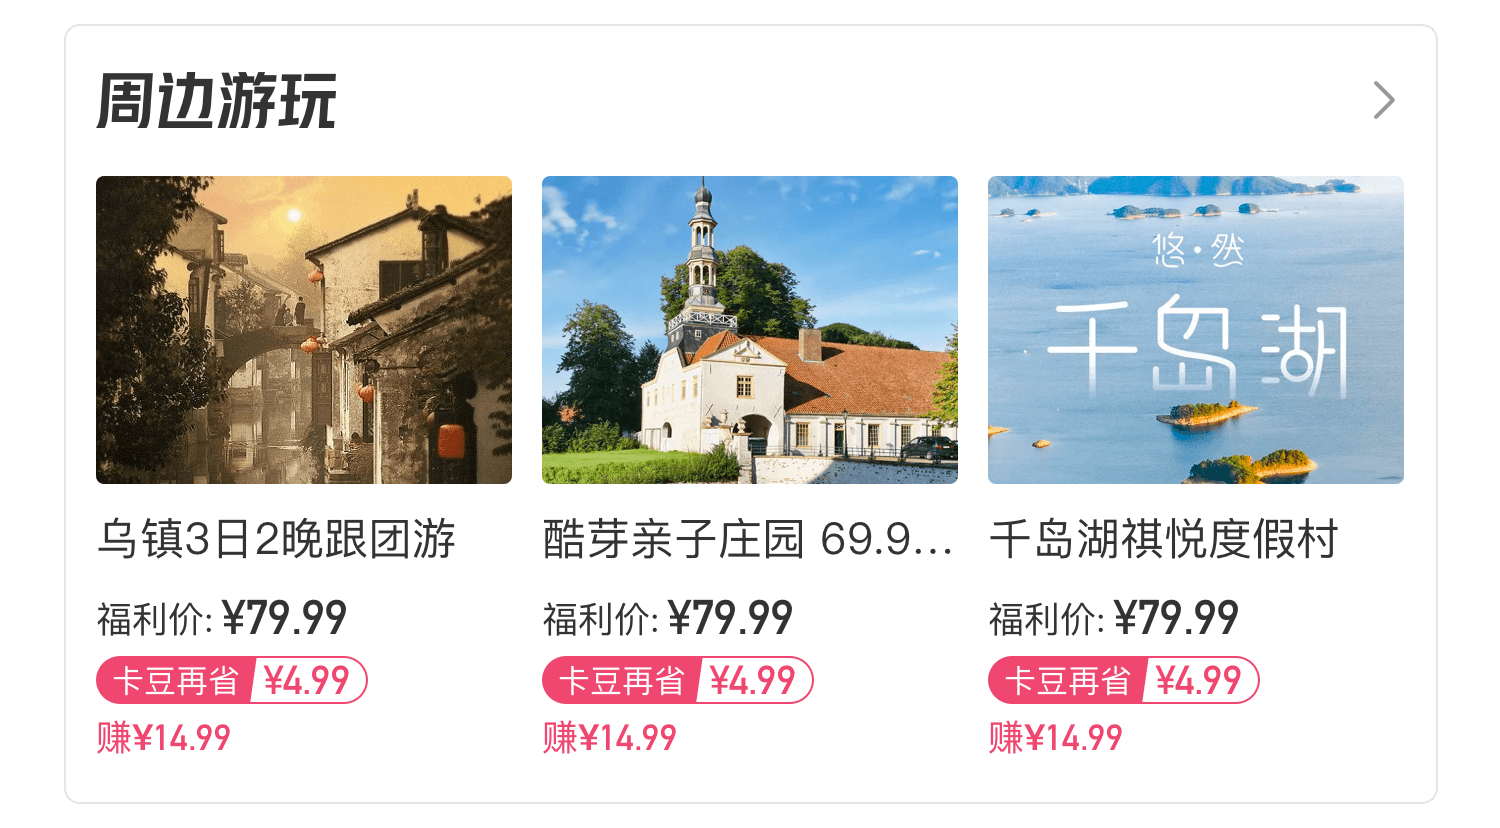 周边游玩
悠·然
千岛湖
乌镇3日2晚跟团游
福利价: ¥79.99
卡豆再省 ¥4.99
赚¥14.99
酷芽亲子庄园 69.9...
福利价: ¥79.99
卡豆再省 ¥4.99
赚¥14.99
千岛湖祺悦度假村
福利价: ¥79.99
卡豆再省 ¥4.99
赚¥14.99